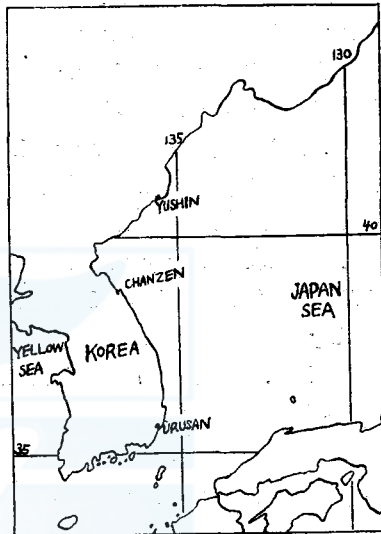 130
135
YUSHIN
40
CHANZEN
JAPAN
SEA
YELLOW
SEA
KOREA
URUSAN
35